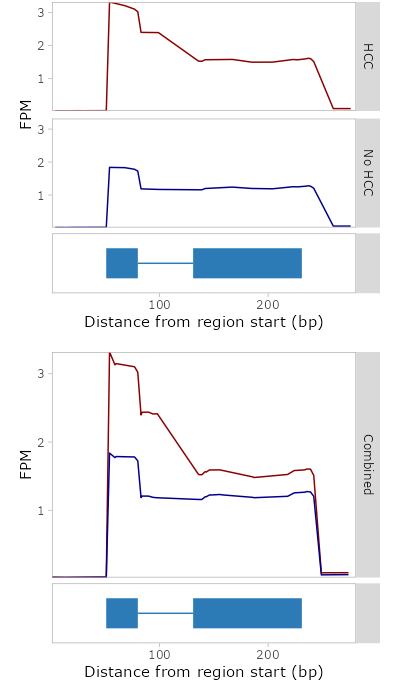 3
2
1
HCC
FPM
3
2
1
No HCC
100
200
Distance from region start (bp)
3
2
1
FPM
Combined
100
200
Distance from region start (bp)